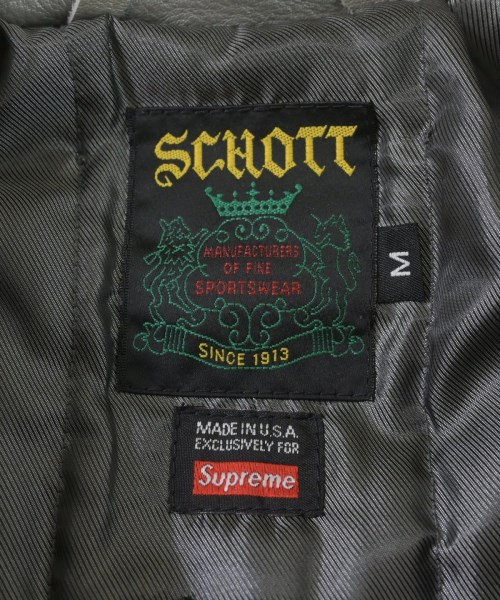 SCHOTT
MANUFACTURERS
OF FINE
SPORTSWEAR
SINCE 1913
M
MADE IN U.S.A.
EXCLUSIVELY FOR
Supreme